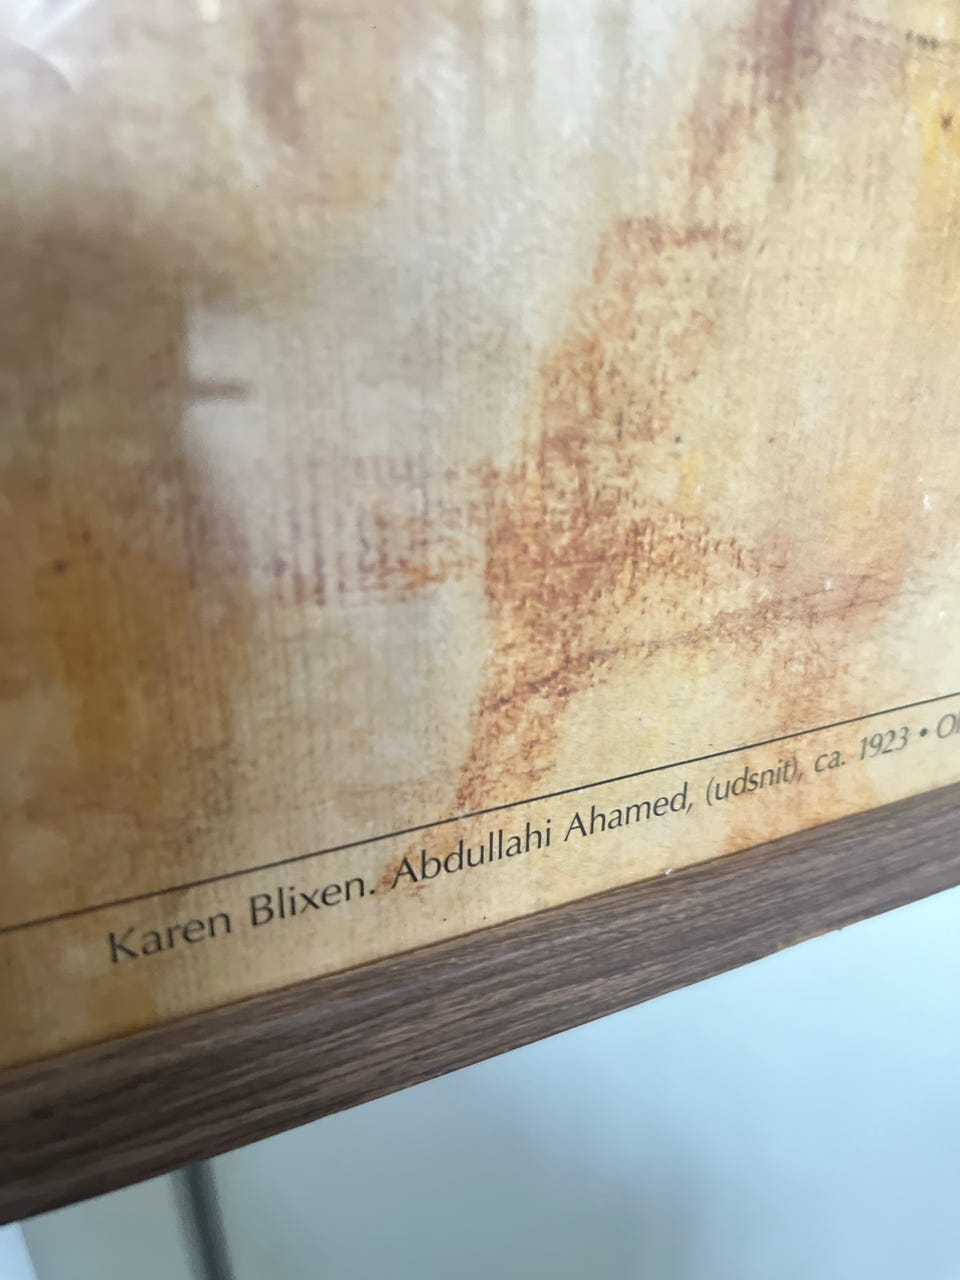 Karen Blixen. Abdullahi Ahamed, (udsnit), ca. 1923 •